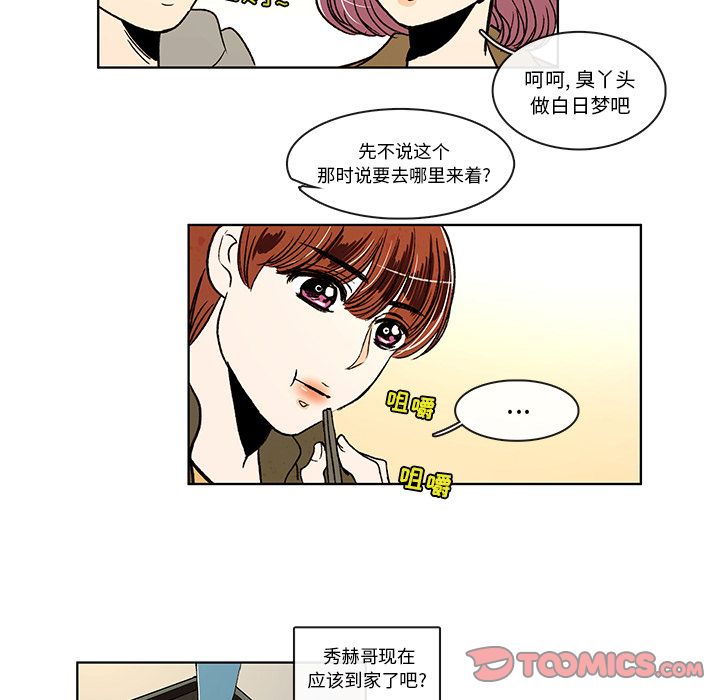 呵呵, 臭丫头
做白日梦吧
先不说这个
那时说要去哪里来着?
咀嚼
...
咀嚼
秀赫哥现在
应该到家了吧?
TOOMICS.COM